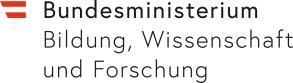 Bundesministerium
Bildung, Wissenschaft
und Forschung